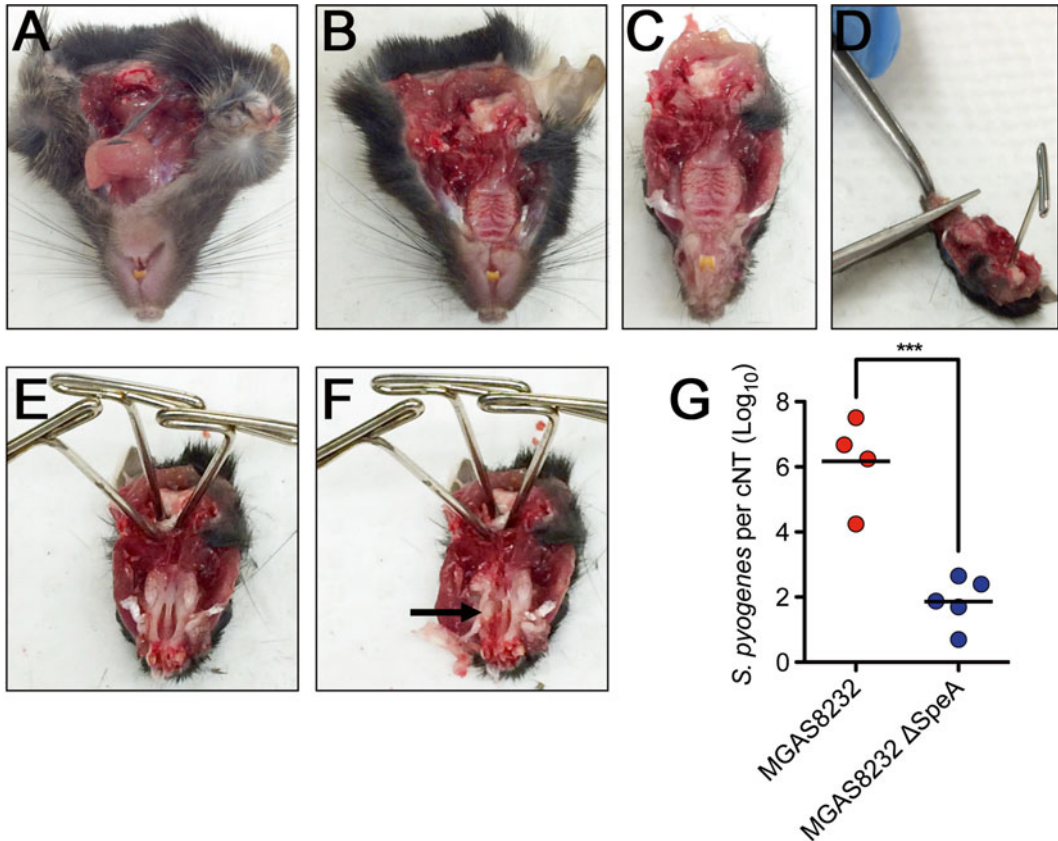 A
B
C
D
E
F
G
S. pyogenes per cNT (Log₁₀)
8
6
4
2
0
***
MGAS8232
MGAS8232 ΔSpeA